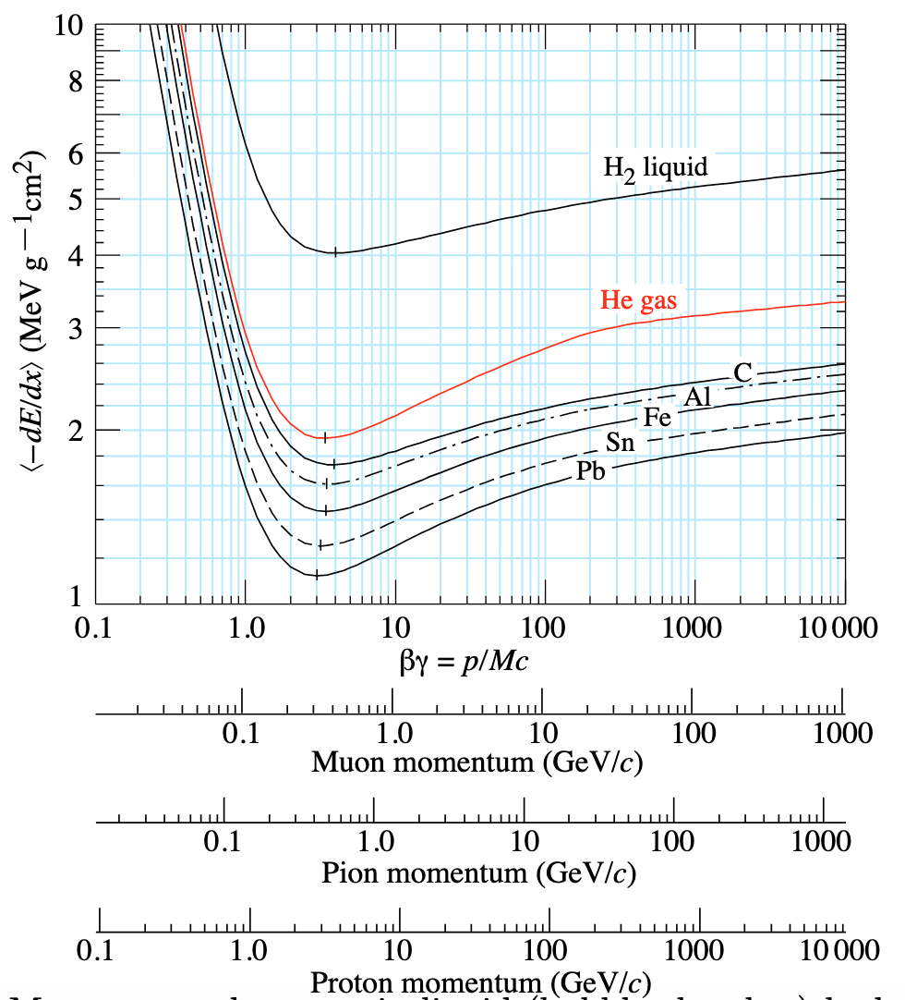 10
8
6
5
4
3
2
1
⟨–dE/dx⟩ (MeV g—1cm2)
H2 liquid
He gas
C
Al
Fe
Sn
Pb
0.1 1.0 10 100 1000 10 000
βγ = p/Mc
0.1 1.0 10 100 1000
Muon momentum (GeV/c)
0.1 1.0 10 100 1000
Pion momentum (GeV/c)
0.1 1.0 10 100 1000 10 000
Proton momentum (GeV/c)